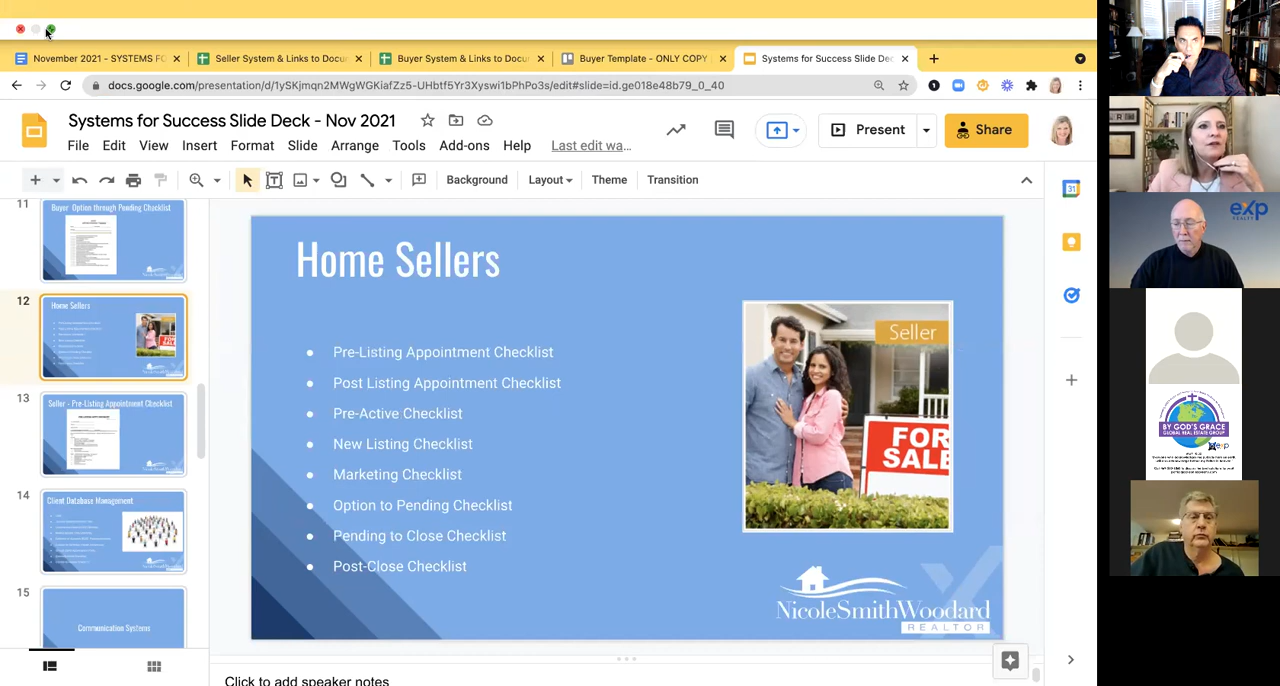 November 2021 - SYSTEMS FO
Seller System & Links to Docu
Buyer System & Links to Docu
Buyer Template - ONLY COPY
Systems for Success Slide Dec
docs.google.com/presentation/d/1ySKjmqn2MWgWGKiafZz5-UHbtf5Yr3Xyswi1bPhPo3s/edit#slide=id.ge018e48b79_0_40
Systems for Success Slide Deck - Nov 2021
Present
Share
File Edit View Insert Format Slide Arrange Tools Add-ons Help Last edit wa...
Background Layout Theme Transition
11
Buyer Option through Pending Checklist
12
Home Sellers
13
Seller - Pre-Listing Appointment Checklist
14
Client Database Management
15
Communication Systems
Home Sellers
• Pre-Listing Appointment Checklist
• Post Listing Appointment Checklist
• Pre-Active Checklist
• New Listing Checklist
• Marketing Checklist
• Option to Pending Checklist
• Pending to Close Checklist
• Post-Close Checklist
Seller
FOR
SALE
NicoleSmithWoodard
REALTOR
Click to add speaker notes
31
exp
REALTY
BY GOD'S GRACE
GLOBAL REAL ESTATE GROUP
exp